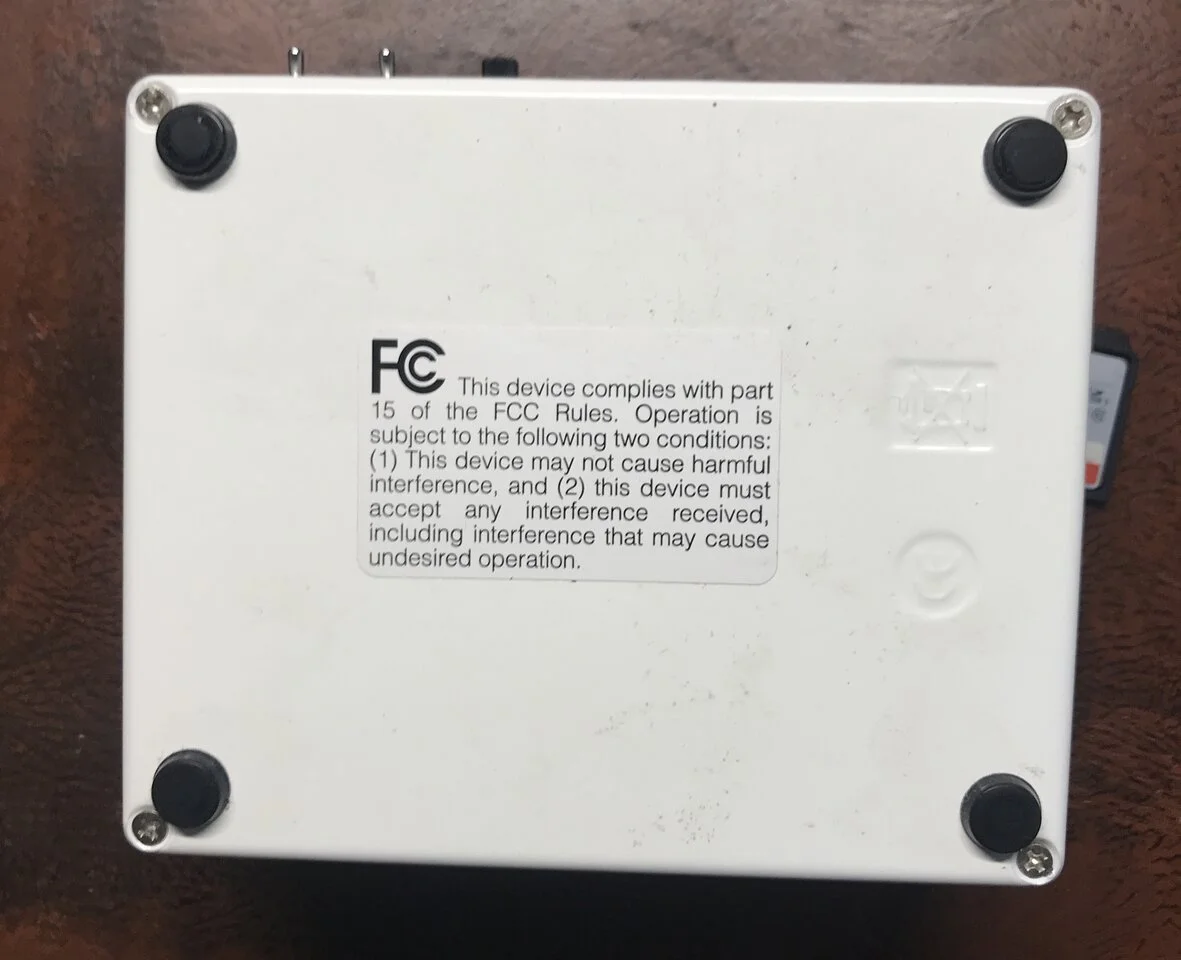 FC This device complies with part
15 of the FCC Rules. Operation is
subject to the following two conditions:
(1) This device may not cause harmful
interference, and (2) this device must
accept any interference received,
including interference that may cause
undesired operation.